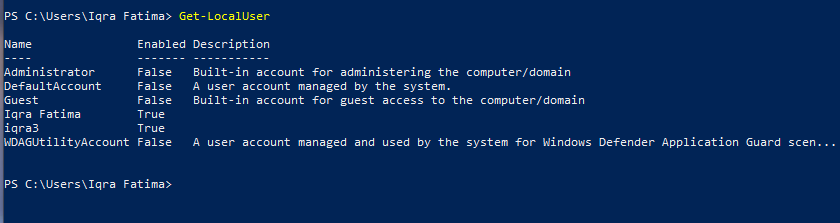 PS C:\Users\Iqra Fatima> Get-LocalUser
Name Enabled Description
---- ------- -----------
Administrator False Built-in account for administering the computer/domain
DefaultAccount False A user account managed by the system.
Guest False Built-in account for guest access to the computer/domain
Iqra Fatima True
iqra3 True
WDAGUtilityAccount False A user account managed and used by the system for Windows Defender Application Guard scen...
PS C:\Users\Iqra Fatima>